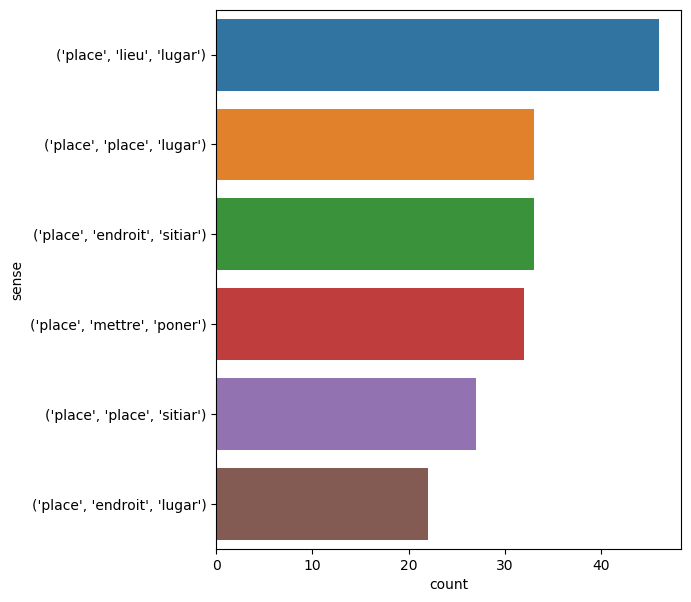 ('place', 'lieu', 'lugar')
('place', 'place', 'lugar')
('place', 'endroit', 'sitiar')
('place', 'mettre', 'poner')
('place', 'place', 'sitiar')
('place', 'endroit', 'lugar')
sense
0 10 20 30 40
count